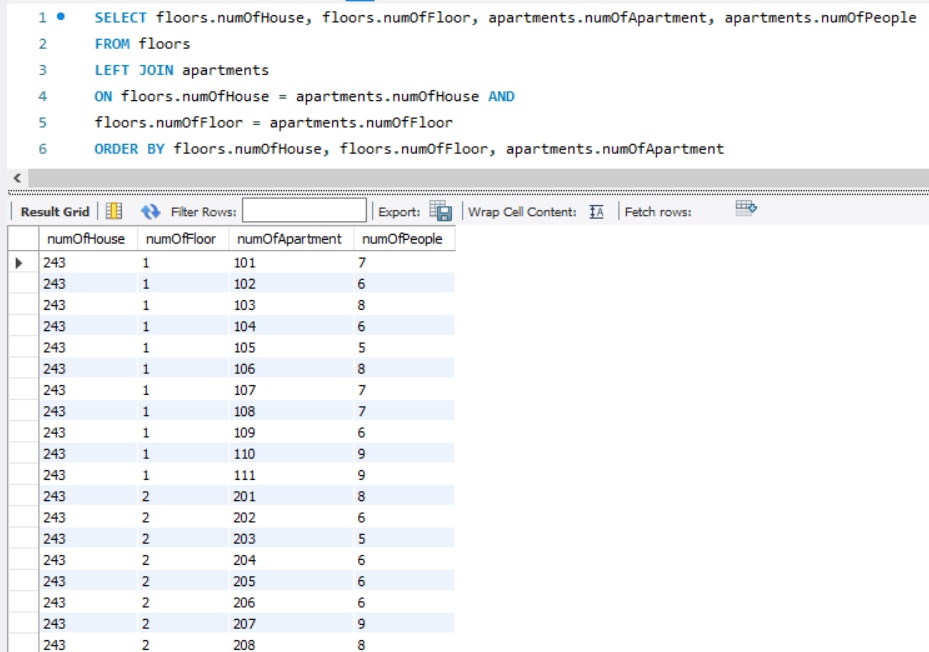 1 SELECT floors.numOfHouse, floors.numOfFloor, apartments.numOfApartment, apartments.numOfPeople
2 FROM floors
3 LEFT JOIN apartments
4 ON floors.numOfHouse = apartments.numOfHouse AND
5 floors.numOfFloor = apartments.numOfFloor
6 ORDER BY floors.numOfHouse, floors.numOfFloor, apartments.numOfApartment
Result Grid Filter Rows: Export: Wrap Cell Content: IA Fetch rows:
numOfHouse numOfFloor numOfApartment numOfPeople
243 1 101 7
243 1 102 6
243 1 103 8
243 1 104 6
243 1 105 5
243 1 106 8
243 1 107 7
243 1 108 7
243 1 109 6
243 1 110 9
243 1 111 9
243 2 201 8
243 2 202 6
243 2 203 5
243 2 204 6
243 2 205 6
243 2 206 6
243 2 207 9
243 2 208 8